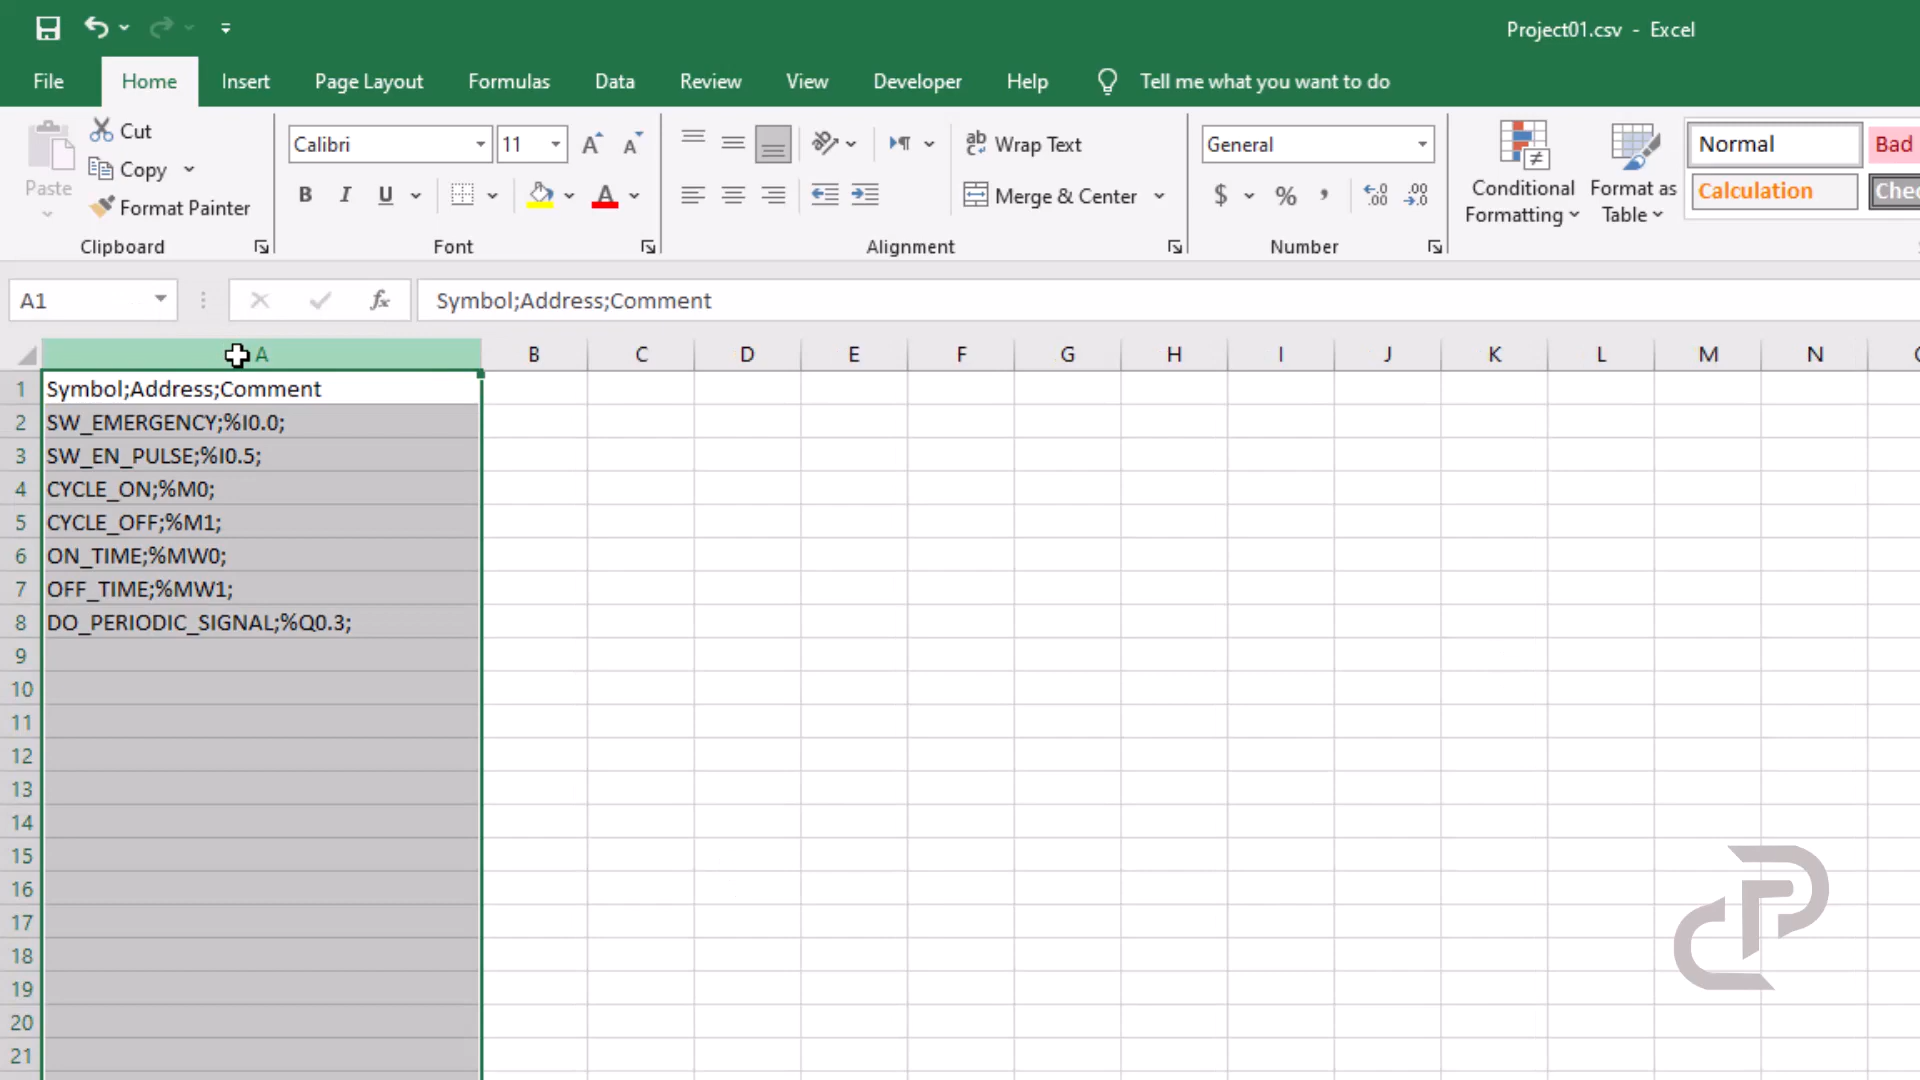 Project01.csv - Excel
File Home Insert Page Layout Formulas Data Review View Developer Help Tell me what you want to do
Paste
Cut
Copy
Format Painter
Clipboard
Calibri 11
B I U A
Font
Wrap Text
Merge & Center
Alignment
General
$ %
Number
Conditional Formatting
Format as Table
Normal Bad
Calculation
A1 fx Symbol;Address;Comment
A B C D E F G H I J K L M N
1 Symbol;Address;Comment
2 SW_EMERGENCY;%I0.0;
3 SW_EN_PULSE;%I0.5;
4 CYCLE_ON;%M0;
5 CYCLE_OFF;%M1;
6 ON_TIME;%MW0;
7 OFF_TIME;%MW1;
8 DO_PERIODIC_SIGNAL;%Q0.3;
9
10
11
12
13
14
15
16
17
18
19
20
21